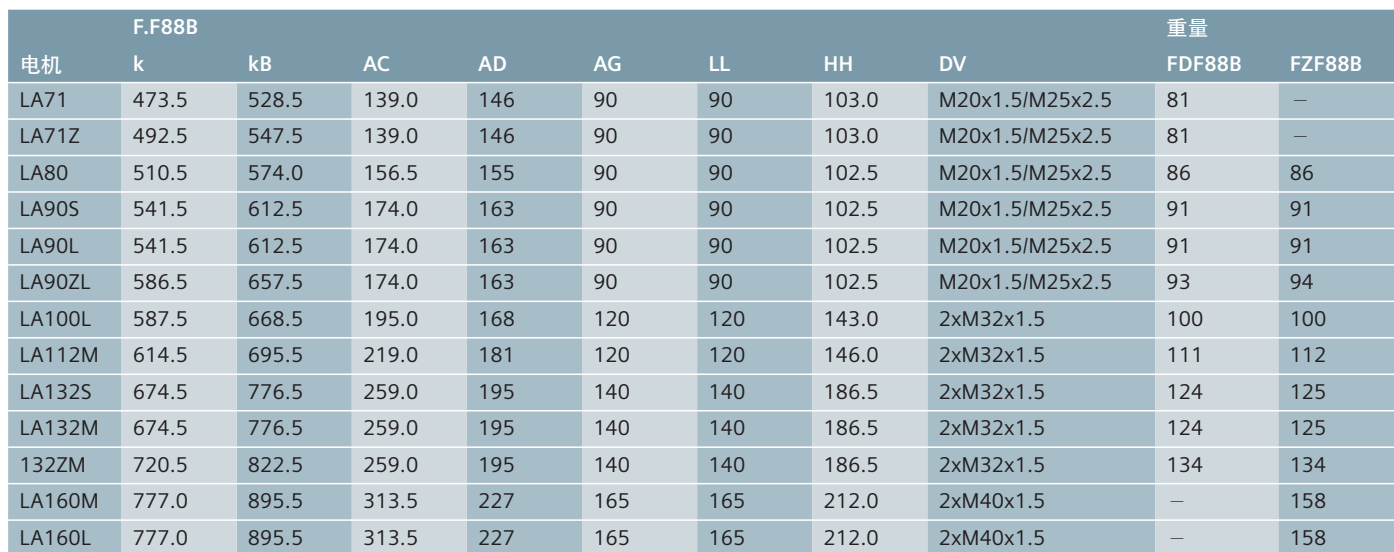 F.F88B 重量
电机 k kB AC AD AG LL HH DV FDF88B FZF88B
LA71 473.5 528.5 139.0 146 90 90 103.0 M20x1.5/M25x2.5 81 –
LA71Z 492.5 547.5 139.0 146 90 90 103.0 M20x1.5/M25x2.5 81 –
LA80 510.5 574.0 156.5 155 90 90 102.5 M20x1.5/M25x2.5 86 86
LA90S 541.5 612.5 174.0 163 90 90 102.5 M20x1.5/M25x2.5 91 91
LA90L 541.5 612.5 174.0 163 90 90 102.5 M20x1.5/M25x2.5 91 91
LA90ZL 586.5 657.5 174.0 163 90 90 102.5 M20x1.5/M25x2.5 93 94
LA100L 587.5 668.5 195.0 168 120 120 143.0 2xM32x1.5 100 100
LA112M 614.5 695.5 219.0 181 120 120 146.0 2xM32x1.5 111 112
LA132S 674.5 776.5 259.0 195 140 140 186.5 2xM32x1.5 124 125
LA132M 674.5 776.5 259.0 195 140 140 186.5 2xM32x1.5 124 125
132ZM 720.5 822.5 259.0 195 140 140 186.5 2xM32x1.5 134 134
LA160M 777.0 895.5 313.5 227 165 165 212.0 2xM40x1.5 – 158
LA160L 777.0 895.5 313.5 227 165 165 212.0 2xM40x1.5 – 158